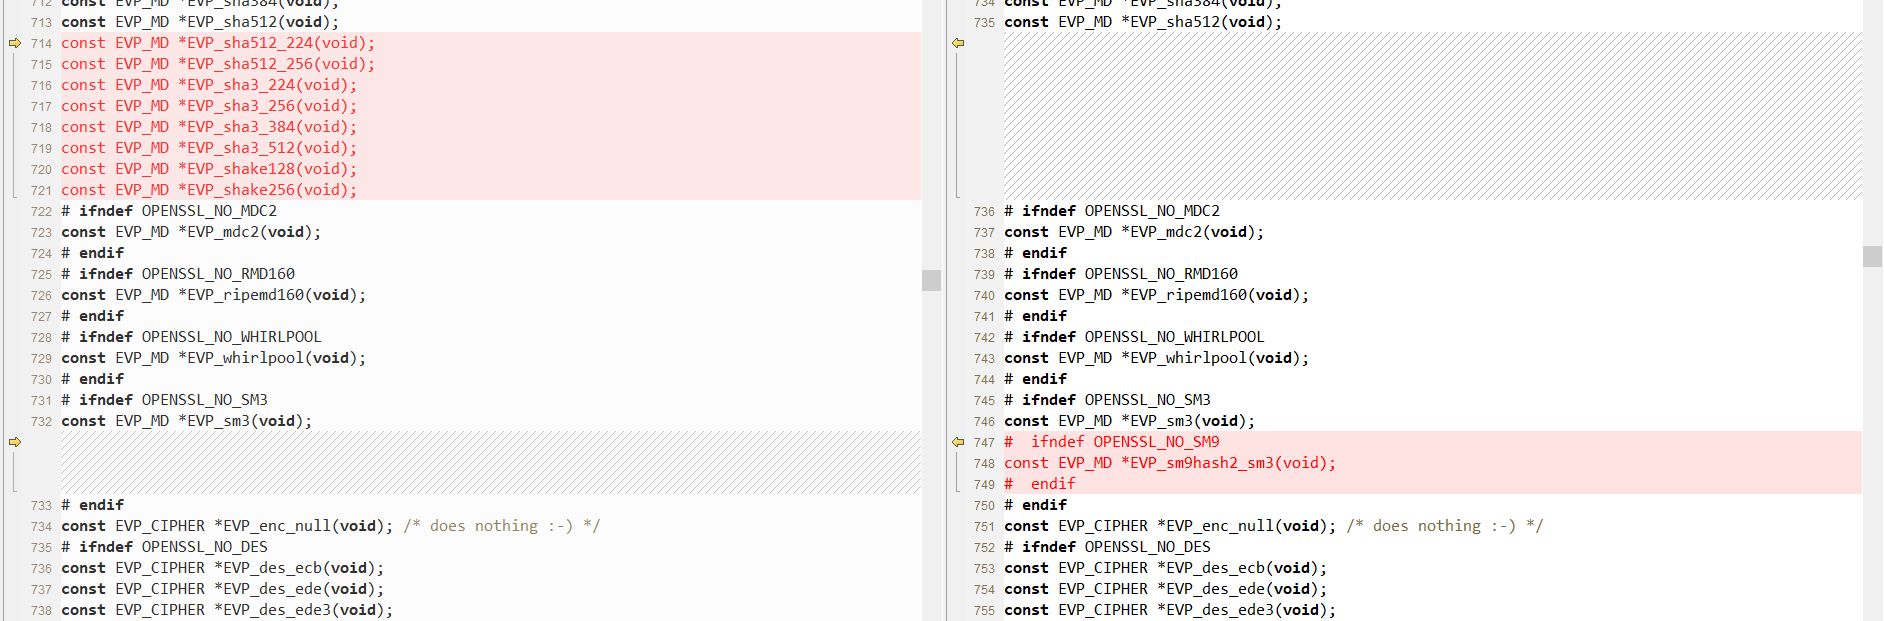 712 const EVP_MD *EVP_sha384(void);
713 const EVP_MD *EVP_sha512(void);
714 const EVP_MD *EVP_sha512_224(void);
715 const EVP_MD *EVP_sha512_256(void);
716 const EVP_MD *EVP_sha3_224(void);
717 const EVP_MD *EVP_sha3_256(void);
718 const EVP_MD *EVP_sha3_384(void);
719 const EVP_MD *EVP_sha3_512(void);
720 const EVP_MD *EVP_shake128(void);
721 const EVP_MD *EVP_shake256(void);
722 # ifndef OPENSSL_NO_MDC2
723 const EVP_MD *EVP_mdc2(void);
724 # endif
725 # ifndef OPENSSL_NO_RMD160
726 const EVP_MD *EVP_ripemd160(void);
727 # endif
728 # ifndef OPENSSL_NO_WHIRLPOOL
729 const EVP_MD *EVP_whirlpool(void);
730 # endif
731 # ifndef OPENSSL_NO_SM3
732 const EVP_MD *EVP_sm3(void);
733 # endif
734 const EVP_CIPHER *EVP_enc_null(void); /* does nothing :-) */
735 # ifndef OPENSSL_NO_DES
736 const EVP_CIPHER *EVP_des_ecb(void);
737 const EVP_CIPHER *EVP_des_ede(void);
738 const EVP_CIPHER *EVP_des_ede3(void);
734 const EVP_MD *EVP_sha384(void);
735 const EVP_MD *EVP_sha512(void);
736 # ifndef OPENSSL_NO_MDC2
737 const EVP_MD *EVP_mdc2(void);
738 # endif
739 # ifndef OPENSSL_NO_RMD160
740 const EVP_MD *EVP_ripemd160(void);
741 # endif
742 # ifndef OPENSSL_NO_WHIRLPOOL
743 const EVP_MD *EVP_whirlpool(void);
744 # endif
745 # ifndef OPENSSL_NO_SM3
746 const EVP_MD *EVP_sm3(void);
747 #  ifndef OPENSSL_NO_SM9
748 const EVP_MD *EVP_sm9hash2_sm3(void);
749 #  endif
750 # endif
751 const EVP_CIPHER *EVP_enc_null(void); /* does nothing :-) */
752 # ifndef OPENSSL_NO_DES
753 const EVP_CIPHER *EVP_des_ecb(void);
754 const EVP_CIPHER *EVP_des_ede(void);
755 const EVP_CIPHER *EVP_des_ede3(void);